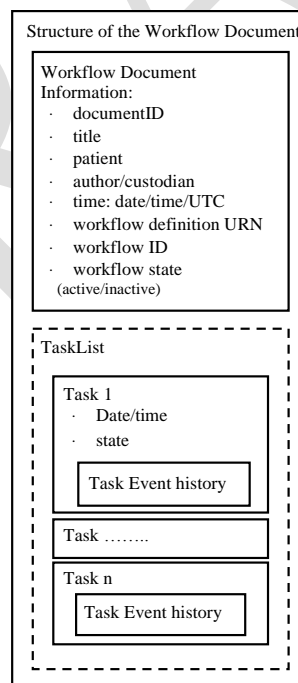 Structure of the Workflow Document
Workflow Document
Information:
· documentID
· title
· patient
· author/custodian
· time: date/time/UTC
· workflow definition URN
· workflow ID
· workflow state
(active/inactive)
TaskList
Task 1
· Date/time
· state
Task Event history
Task ……..
Task n
Task Event history